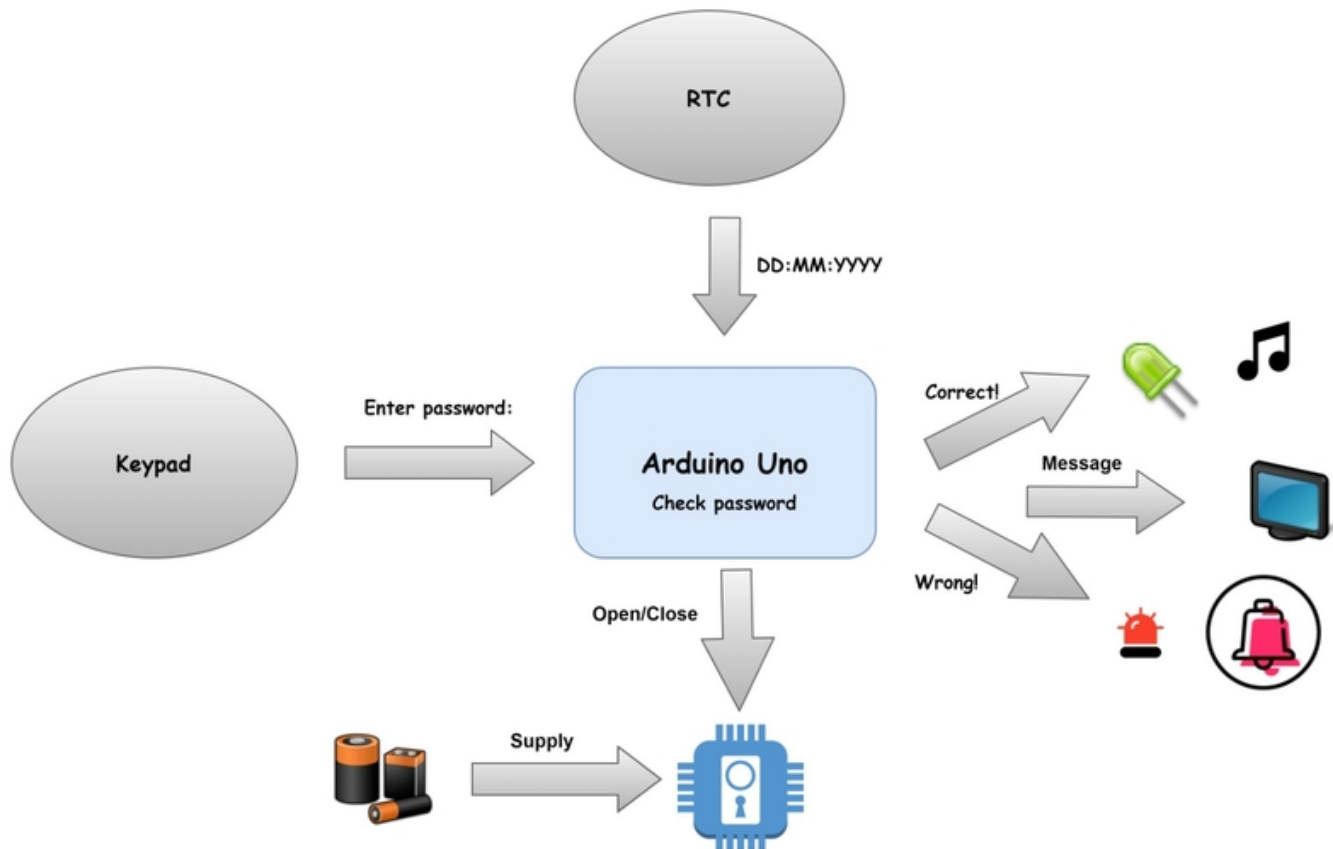 RTC
DD:MM:YYYY
Keypad
Enter password:
Arduino Uno
Check password
Correct!
Message
Wrong!
Open/Close
Supply